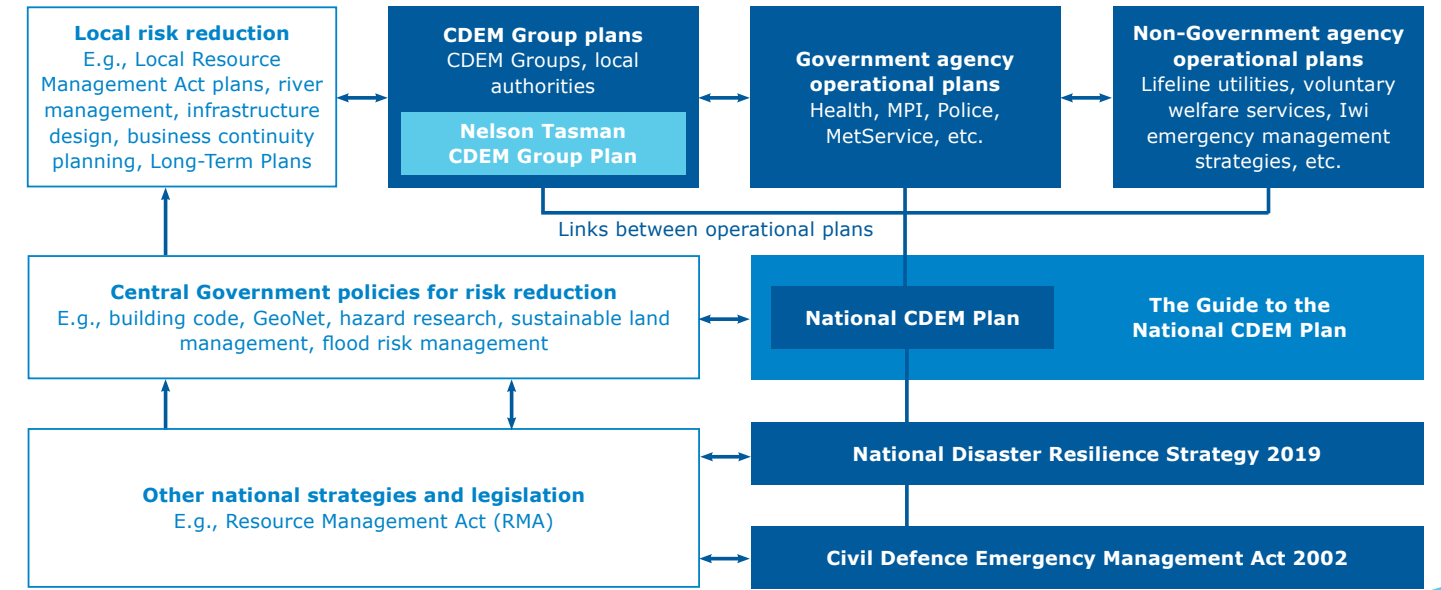 Local risk reduction
E.g., Local Resource
Management Act plans, river
management, infrastructure
design, business continuity
planning, Long-Term Plans
CDEM Group plans
CDEM Groups, local
authorities
Nelson Tasman
CDEM Group Plan
Government agency
operational plans
Health, MPI, Police,
MetService, etc.
Non-Government agency
operational plans
Lifeline utilities, voluntary
welfare services, Iwi
emergency management
strategies, etc.
Links between operational plans
Central Government policies for risk reduction
E.g., building code, GeoNet, hazard research, sustainable land
management, flood risk management
National CDEM Plan
The Guide to the
National CDEM Plan
Other national strategies and legislation
E.g., Resource Management Act (RMA)
National Disaster Resilience Strategy 2019
Civil Defence Emergency Management Act 2002